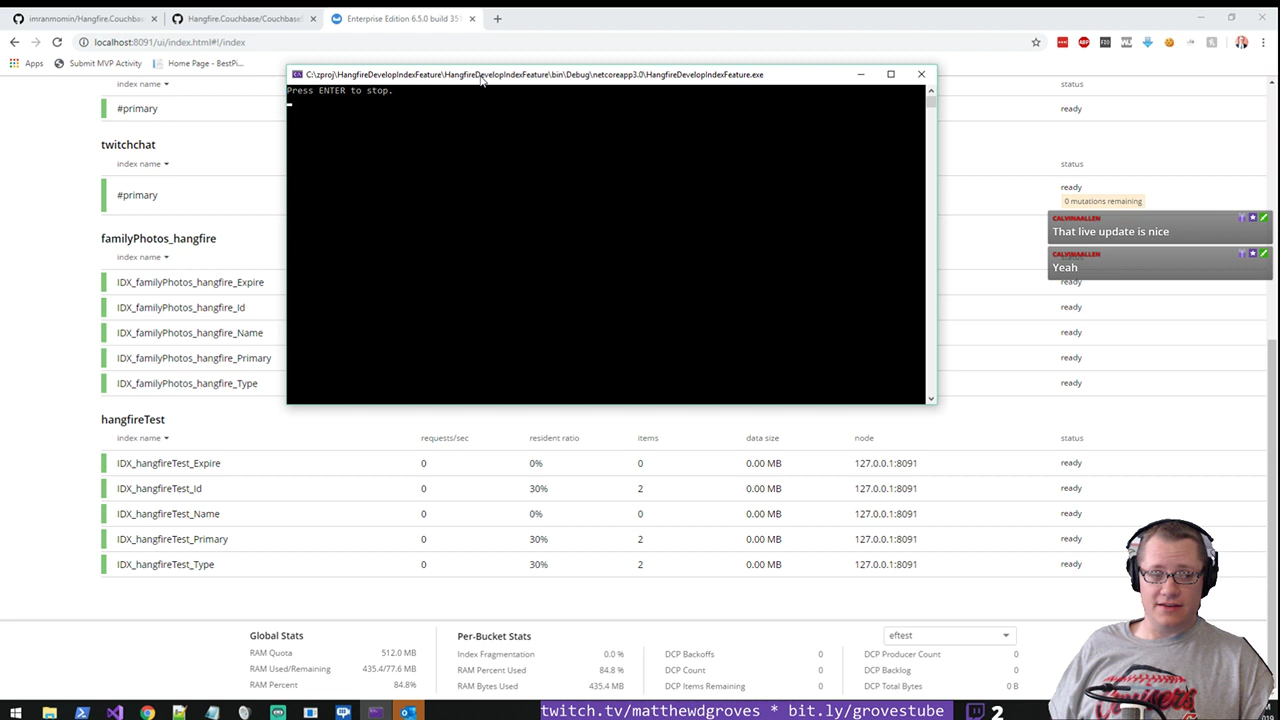 imranmomin/Hangfire.Couchba
Hangfire.Couchbase/Couchbase
Enterprise Edition 6.5.0 build 35
localhost:8091/ui/index.html#!/index
Apps
Submit MVP Activity
Home Page - BestPr...
C:\zproj\HangfireDevelopIndexFeature\HangfireDevelopIndexFeature\bin\Debug\netcoreapp3.0\HangfireDevelopIndexFeature.exe
Press ENTER to stop.
index name
status
#primary
ready
twitchchat
index name
status
#primary
ready
0 mutations remaining
CALVINAALLEN
That live update is nice
CALVINAALLEN
Yeah
familyPhotos_hangfire
index name
IDX_familyPhotos_hangfire_Expire
ready
IDX_familyPhotos_hangfire_Id
ready
IDX_familyPhotos_hangfire_Name
ready
IDX_familyPhotos_hangfire_Primary
ready
IDX_familyPhotos_hangfire_Type
ready
hangfireTest
index name requests/sec resident ratio items data size node status
IDX_hangfireTest_Expire 0 0% 0 0.00 MB 127.0.0.1:8091 ready
IDX_hangfireTest_Id 0 30% 2 0.00 MB 127.0.0.1:8091 ready
IDX_hangfireTest_Name 0 0% 0 0.00 MB 127.0.0.1:8091 ready
IDX_hangfireTest_Primary 0 30% 2 0.00 MB 127.0.0.1:8091 ready
IDX_hangfireTest_Type 0 30% 2 0.00 MB 127.0.0.1:8091 ready
Global Stats
RAM Quota 512.0 MB
RAM Used/Remaining 435.4/77.6 MB
RAM Percent 84.8%
Per-Bucket Stats
eftest
Index Fragmentation 0.0 %
RAM Percent Used 84.8 %
RAM Bytes Used 435.4 MB
DCP Backoffs 0
DCP Count 0
DCP Items Remaining 0
DCP Producer Count 0
DCP Backlog 0
DCP Total Bytes 0 B
twitch.tv/matthewdgroves * bit.ly/grovestube
2